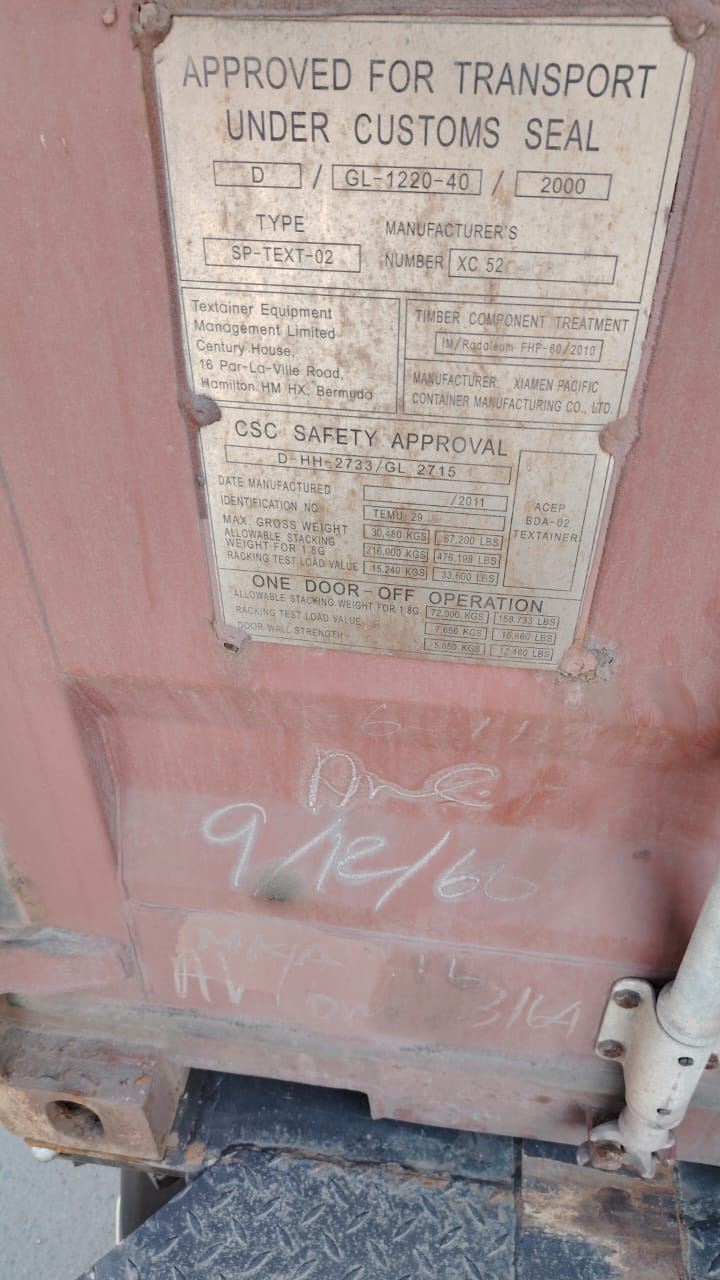 APPROVED FOR TRANSPORT
UNDER CUSTOMS SEAL
D / GL-1220-40 / 2000
TYPE
SP-TEXT-02
MANUFACTURER'S
NUMBER XC 52
Textainer Equipment
Management Limited
Century House,
16 Par-La-Ville Road,
Hamilton HM HX, Bermuda
TIMBER COMPONENT TREATMENT
IM/Radaleum FHP-60/2010
MANUFACTURER: XIAMEN PACIFIC
CONTAINER MANUFACTURING CO., LTD.
CSC SAFETY APPROVAL
D-HH-2733/GL 2715
DATE MANUFACTURED /2011
IDENTIFICATION NO TEMU 29
MAX. GROSS WEIGHT 30,480 KGS 67,200 LBS
ALLOWABLE STACKING
WEIGHT FOR 1.8G 216,000 KGS 476,198 LBS
RACKING TEST LOAD VALUE 15,240 KGS 33,600 LBS
ACEP
BDA-02
TEXTAINER
ONE DOOR-OFF OPERATION
ALLOWABLE STACKING WEIGHT FOR 1.8G 72,000 KGS 158,733 LBS
RACKING TEST LOAD VALUE 7,650 KGS 16,860 LBS
DOOR WALL STRENGTH 5,650 KGS 12,460 LBS
9/12/60
MKA